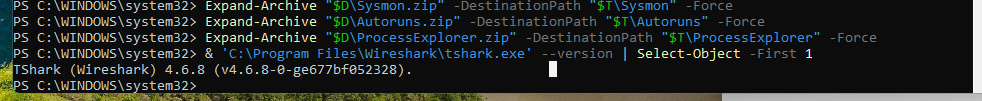 PS C:\WINDOWS\system32> Expand-Archive "$D\Sysmon.zip" -DestinationPath "$T\Sysmon" -Force
PS C:\WINDOWS\system32> Expand-Archive "$D\Autoruns.zip" -DestinationPath "$T\Autoruns" -Force
PS C:\WINDOWS\system32> Expand-Archive "$D\ProcessExplorer.zip" -DestinationPath "$T\ProcessExplorer" -Force
PS C:\WINDOWS\system32> & 'C:\Program Files\Wireshark\tshark.exe' --version | Select-Object -First 1
TShark (Wireshark) 4.6.8 (v4.6.8-0-ge677bf052328).
PS C:\WINDOWS\system32>